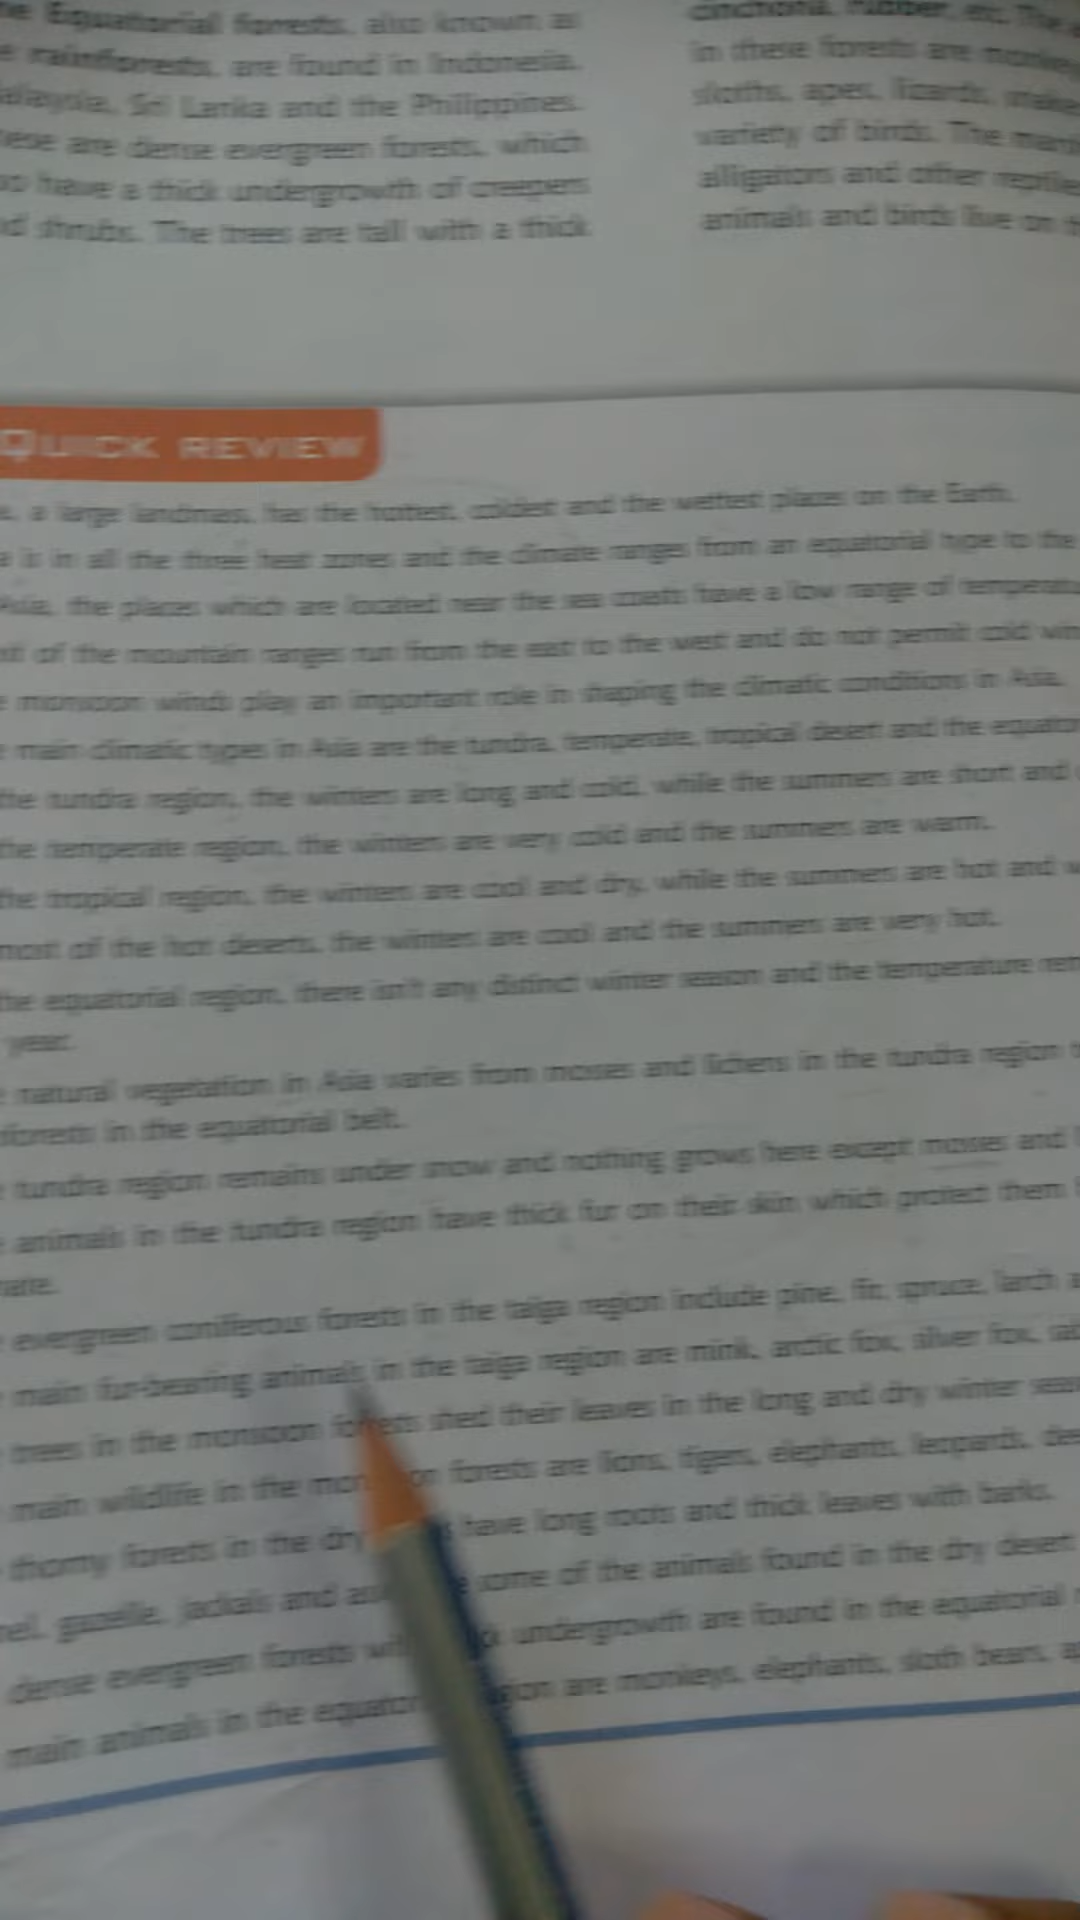 Equatorial forests, also known as
rainforests, are found in Indonesia,
Malaysia, Sri Lanka and the Philippines.
These are dense evergreen forests, which
have a thick undergrowth of creepers
shrubs. The trees are tall with a thick
cinchona, rubber, etc. The
in these forests are
sloths, apes, lizards,
variety of birds. The
alligators and other
animals and birds live on
QUICK REVIEW
a large landmass, has the hottest, coldest and the wettest places on the Earth.
is in all the three heat zones and the climate ranges from an equatorial type to the
Asia, the places which are located near the sea coasts have a low range of
of the mountain ranges run from the east to the west and do not permit cold
monsoon winds play an important role in shaping the climatic conditions in Asia.
main climatic types in Asia are the tundra, temperate, tropical desert and the
the tundra region, the winters are long and cold, while the summers are short and
the temperate region, the winters are very cold and the summers are warm.
the tropical region, the winters are cool and dry, while the summers are hot and
most of the hot deserts, the winters are cool and the summers are very hot.
the equatorial region, there isn't any distinct winter season and the temperature
year.
natural vegetation in Asia varies from mosses and lichens in the tundra region
in the equatorial belt.
tundra region remains under snow and nothing grows here except mosses and
animals in the tundra region have thick fur on their skin which protect them
evergreen coniferous forests in the taiga region include pine, fir, spruce, larch
main fur-bearing animals in the taiga region are mink, arctic fox, silver fox,
trees in the monsoon forests shed their leaves in the long and dry winter
main wildlife in the forests are lions, tigers, elephants, leopards,
thorny forests in the dry have long roots and thick leaves with barks.
gazelle, jackals and some of the animals found in the dry desert
dense evergreen forests undergrowth are found in the equatorial
main animals in the are monkeys, elephants, sloth bears,